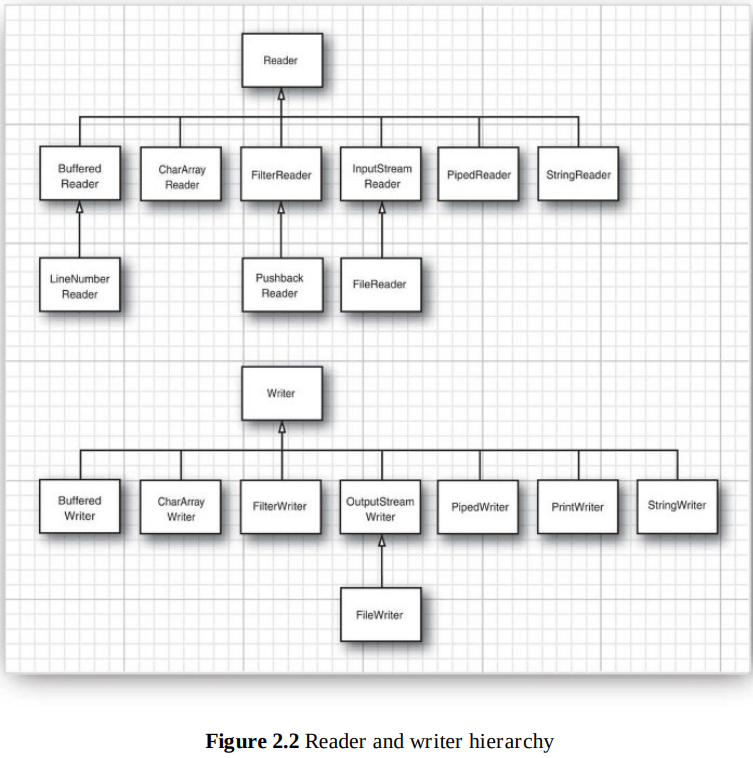 Reader
Buffered
Reader
CharArray
Reader
FilterReader
InputStream
Reader
PipedReader
StringReader
LineNumber
Reader
Pushback
Reader
FileReader
Writer
Buffered
Writer
CharArray
Writer
FilterWriter
OutputStream
Writer
PipedWriter
PrintWriter
StringWriter
FileWriter
Figure 2.2 Reader and writer hierarchy